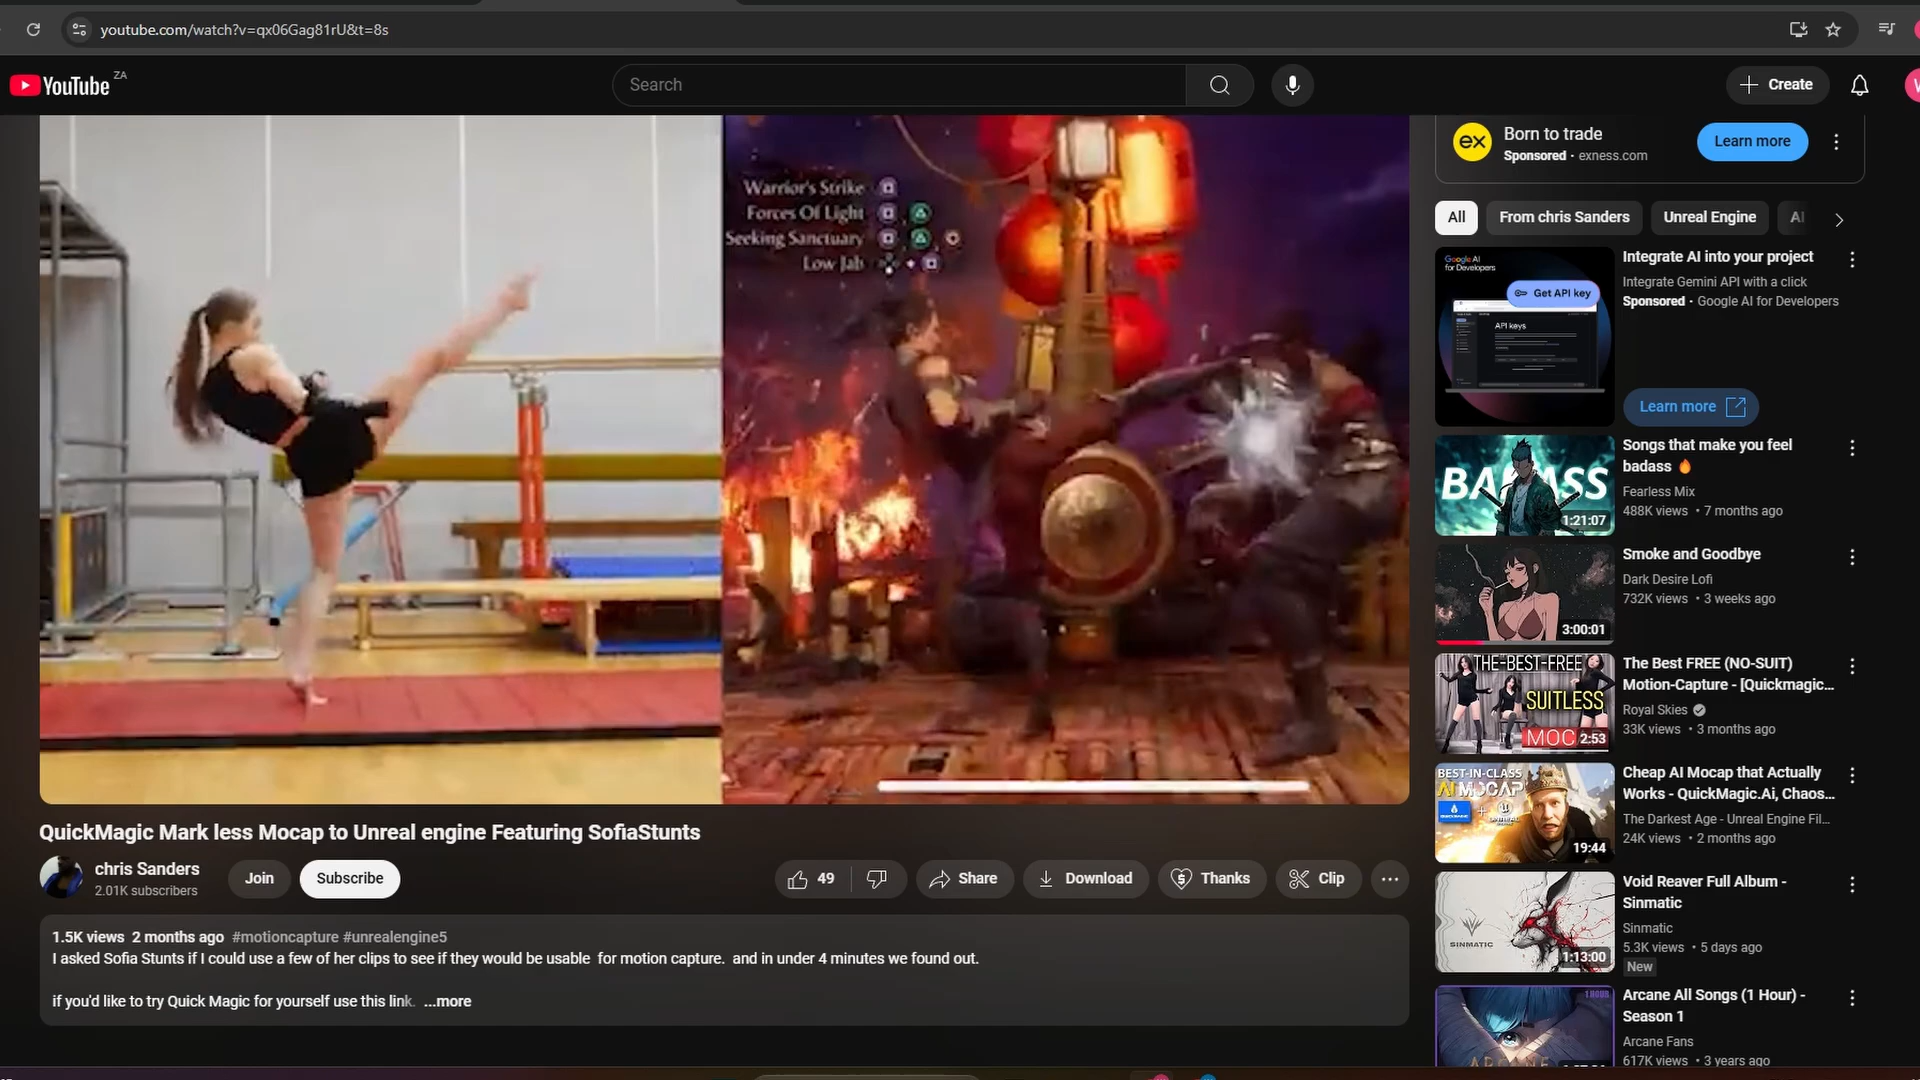 youtube.com/watch?v=qx06Gag81rU&t=8s
YouTube ZA
Search
Create
Warrior's Strike
Forces Of Light
Seeking Sanctuary
Low Jab
QuickMagic Mark less Mocap to Unreal engine Featuring SofiaStunts
chris Sanders
2.01K subscribers
Join
Subscribe
49
Share
Download
Thanks
Clip
1.5K views 2 months ago #motioncapture #unrealengine5
I asked Sofia Stunts if I could use a few of her clips to see if they would be usable for motion capture. and in under 4 minutes we found out.
if you'd like to try Quick Magic for yourself use this link. ...more
ex
Born to trade
Sponsored · exness.com
Learn more
All
From chris Sanders
Unreal Engine
AI
Google AI
for Developers
Get API key
API keys
Integrate AI into your project
Integrate Gemini API with a click
Sponsored · Google AI for Developers
Learn more
BADASS
1:21:07
Songs that make you feel
badass 🔥
Fearless Mix
488K views • 7 months ago
3:00:01
Smoke and Goodbye
Dark Desire Lofi
732K views • 3 weeks ago
THE-BEST-FREE
SUITLESS
MOC
2:53
The Best FREE (NO-SUIT)
Motion-Capture - [Quickmagic...
Royal Skies
33K views • 3 months ago
BEST-IN-CLASS
AI MOCAP
19:44
Cheap AI Mocap that Actually
Works - QuickMagic.Ai, Chaos...
The Darkest Age - Unreal Engine Fil...
24K views • 2 months ago
SINMATIC
1:13:00
Void Reaver Full Album -
Sinmatic
Sinmatic
5.3K views • 5 days ago
New
1 HOUR
ARCANE
Arcane All Songs (1 Hour) -
Season 1
Arcane Fans
617K views • 3 years ago